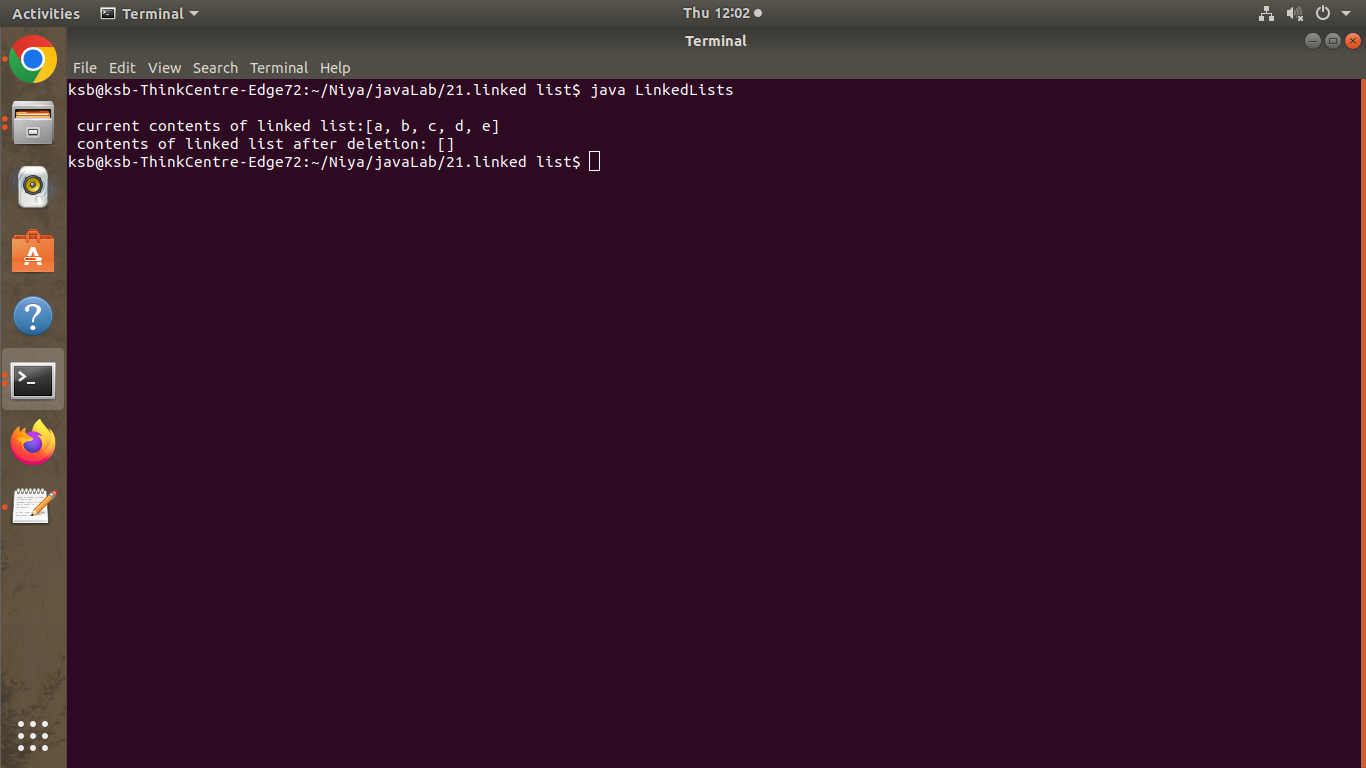 Activities Terminal Thu 12:02
Terminal
File Edit View Search Terminal Help
ksb@ksb-ThinkCentre-Edge72:~/Niya/javaLab/21.linked list$ java LinkedLists
current contents of linked list:[a, b, c, d, e]
contents of linked list after deletion: []
ksb@ksb-ThinkCentre-Edge72:~/Niya/javaLab/21.linked list$